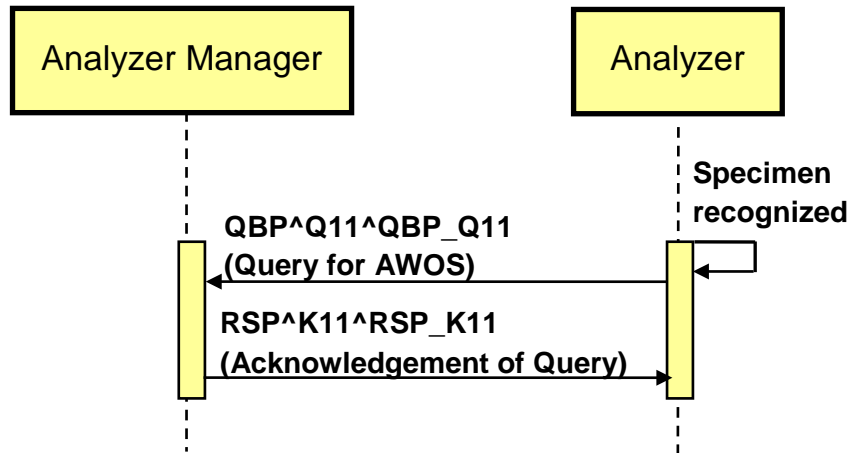 Analyzer Manager
Analyzer
Specimen
recognized
QBP^Q11^QBP_Q11
(Query for AWOS)
RSP^K11^RSP_K11
(Acknowledgement of Query)